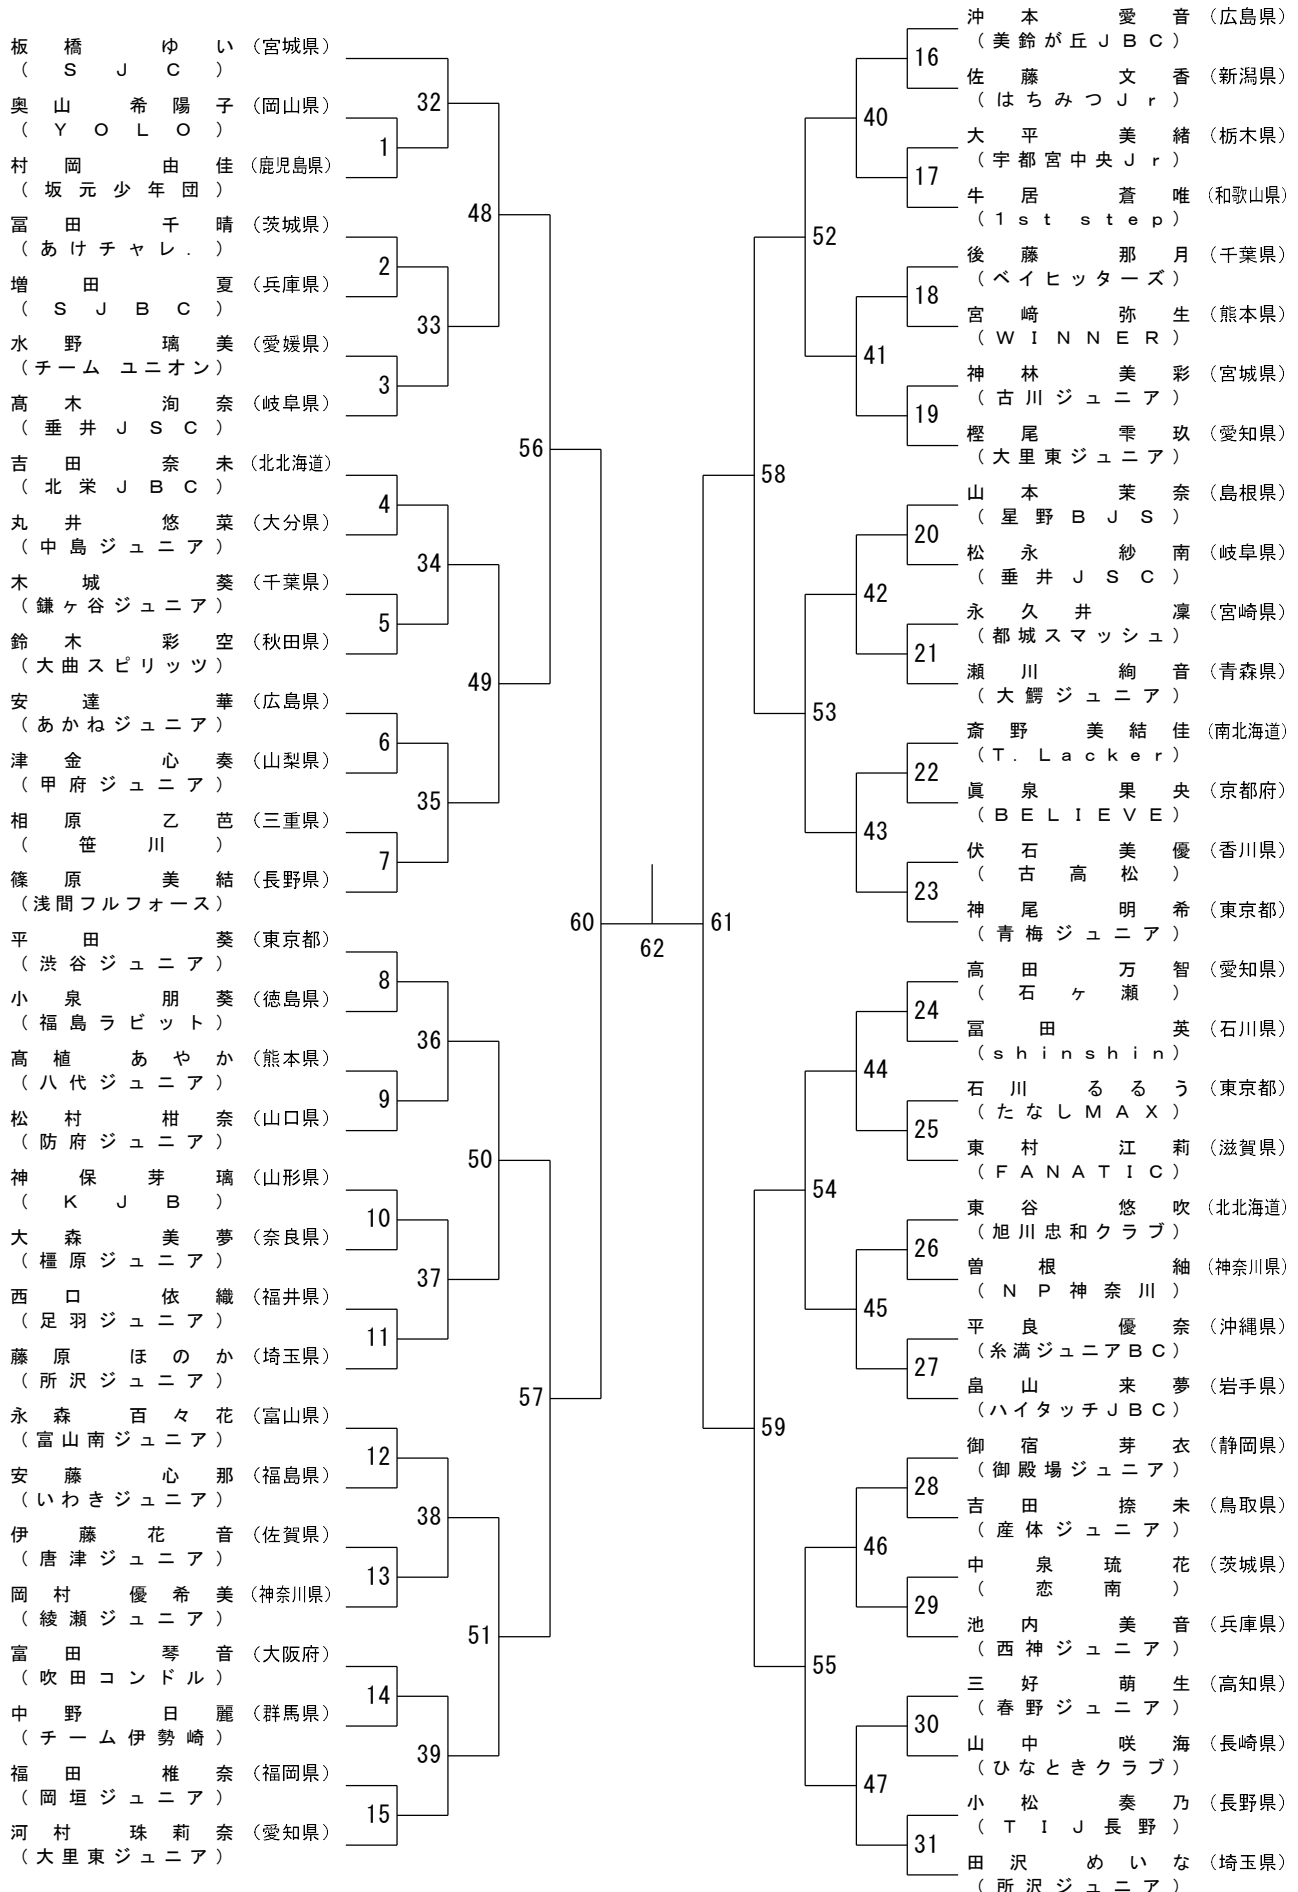 板橋 ゆい (宮城県)
(SJC)
奥山 希陽子 (岡山県)
(YOLO)
村岡 由佳 (鹿児島県)
(坂元少年団)
冨田 千晴 (茨城県)
(あけチャレ.)
増田 夏 (兵庫県)
(SJBC)
水野 璃美 (愛媛県)
(チーム ユニオン)
髙木 洵奈 (岐阜県)
(垂井JSC)
吉田 奈未 (北北海道)
(北栄JBC)
丸井 悠菜 (大分県)
(中島ジュニア)
木城 葵 (千葉県)
(鎌ヶ谷ジュニア)
鈴木 彩空 (秋田県)
(大曲スピリッツ)
安達 華 (広島県)
(あかねジュニア)
津金 心奏 (山梨県)
(甲府ジュニア)
相原 乙芭 (三重県)
(笹川)
篠原 美結 (長野県)
(浅間フルフォース)
平田 葵 (東京都)
(渋谷ジュニア)
小泉 朋葵 (徳島県)
(福島ラビット)
髙植 あやか (熊本県)
(八代ジュニア)
松村 柑奈 (山口県)
(防府ジュニア)
神保 芽璃 (山形県)
(KJB)
大森 美夢 (奈良県)
(橿原ジュニア)
西口 依織 (福井県)
(足羽ジュニア)
藤原 ほのか (埼玉県)
(所沢ジュニア)
永森 百々花 (富山県)
(富山南ジュニア)
安藤 心那 (福島県)
(いわきジュニア)
伊藤 花音 (佐賀県)
(唐津ジュニア)
岡村 優希美 (神奈川県)
(綾瀬ジュニア)
富田 琴音 (大阪府)
(吹田コンドル)
中野 日麗 (群馬県)
(チーム伊勢崎)
福田 椎奈 (福岡県)
(岡垣ジュニア)
河村 珠莉奈 (愛知県)
(大里東ジュニア)
1
2
3
4
5
6
7
8
9
10
11
12
13
14
15
32
33
34
35
36
37
38
39
48
49
50
51
56
57
60
62
61
58
59
52
53
54
55
40
41
42
43
44
45
46
47
16
17
18
19
20
21
22
23
24
25
26
27
28
29
30
31
沖本 愛音 (広島県)
(美鈴が丘JBC)
佐藤 文香 (新潟県)
(はちみつJr)
大平 美緒 (栃木県)
(宇都宮中央Jr)
牛居 蒼唯 (和歌山県)
(1st step)
後藤 那月 (千葉県)
(ベイヒッターズ)
宮﨑 弥生 (熊本県)
(WINNER)
神林 美彩 (宮城県)
(古川ジュニア)
樫尾 雫玖 (愛知県)
(大里東ジュニア)
山本 茉奈 (島根県)
(星野BJS)
松永 紗南 (岐阜県)
(垂井JSC)
永久井 凜 (宮崎県)
(都城スマッシュ)
瀬川 絢音 (青森県)
(大鰐ジュニア)
斎野 美結佳 (南北海道)
(T.Lacker)
眞泉 果央 (京都府)
(BELIEVE)
伏石 美優 (香川県)
(古高松)
神尾 明希 (東京都)
(青梅ジュニア)
高田 万智 (愛知県)
(石ヶ瀬)
冨田 英 (石川県)
(shinshin)
石川 るるう (東京都)
(たなしMAX)
東村 江莉 (滋賀県)
(FANATIC)
東谷 悠吹 (北北海道)
(旭川忠和クラブ)
曽根 紬 (神奈川県)
(NP神奈川)
平良 優奈 (沖縄県)
(糸満ジュニアBC)
畠山 来夢 (岩手県)
(ハイタッチJBC)
御宿 芽衣 (静岡県)
(御殿場ジュニア)
吉田 捺未 (鳥取県)
(産体ジュニア)
中泉 琉花 (茨城県)
(恋南)
池内 美音 (兵庫県)
(西神ジュニア)
三好 萌生 (高知県)
(春野ジュニア)
山中 咲海 (長崎県)
(ひなときクラブ)
小松 奏乃 (長野県)
(TIJ長野)
田沢 めいな (埼玉県)
(所沢ジュニア)